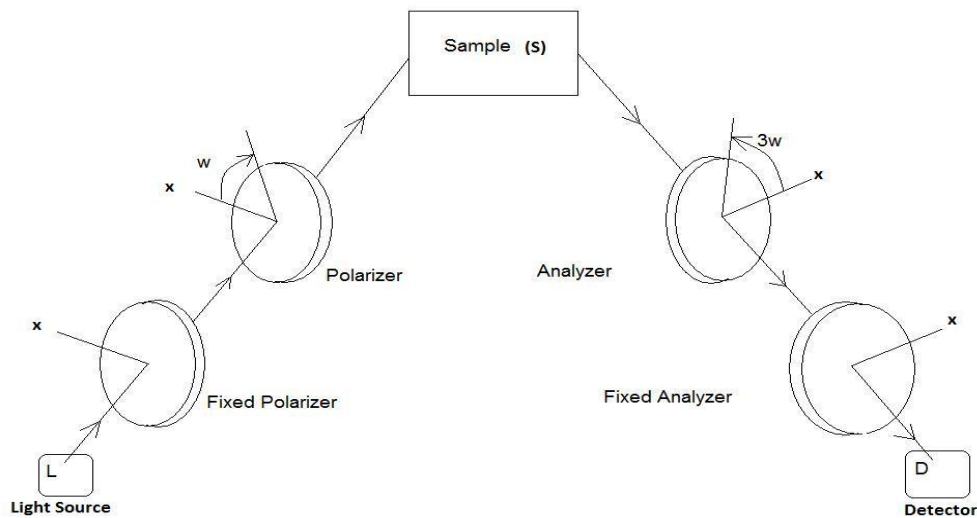 Sample (S)
w
3w
x
x
Polarizer
Analyzer
x
x
Fixed Polarizer
Fixed Analyzer
L
D
Light Source
Detector